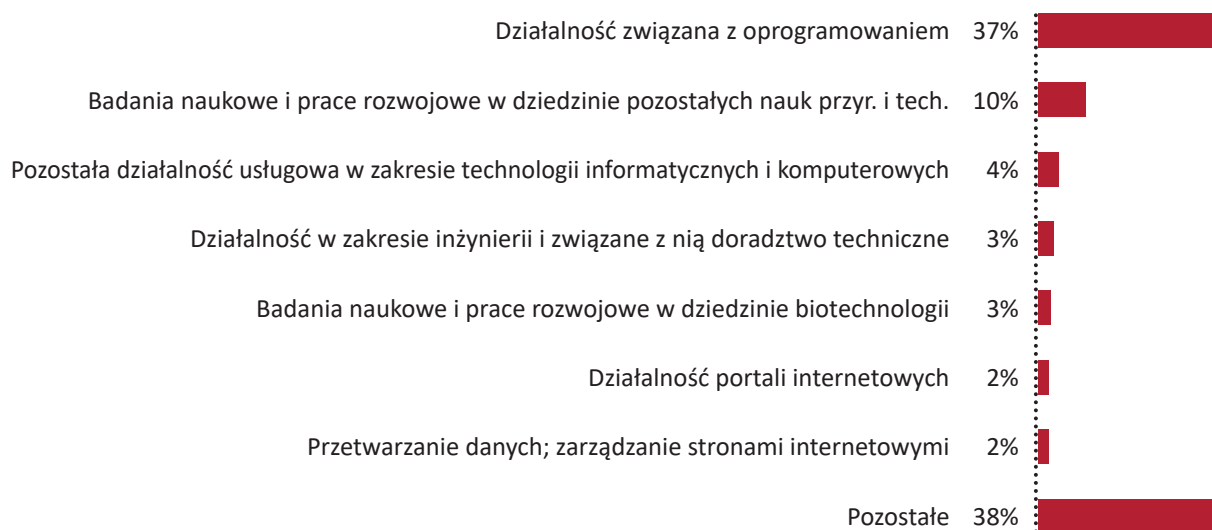 Działalność związana z oprogramowaniem 37%
Badania naukowe i prace rozwojowe w dziedzinie pozostałych nauk przyr. i tech. 10%
Pozostała działalność usługowa w zakresie technologii informatycznych i komputerowych 4%
Działalność w zakresie inżynierii i związane z nią doradztwo techniczne 3%
Badania naukowe i prace rozwojowe w dziedzinie biotechnologii 3%
Działalność portali internetowych 2%
Przetwarzanie danych; zarządzanie stronami internetowymi 2%
Pozostałe 38%